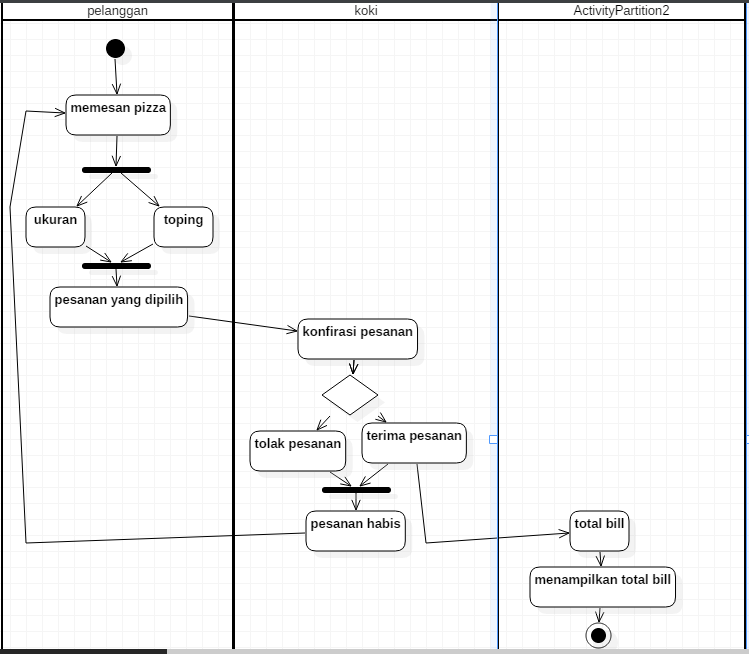 pelanggan
koki
ActivityPartition2
memesan pizza
ukuran
toping
pesanan yang dipilih
konfirasi pesanan
tolak pesanan
terima pesanan
pesanan habis
total bill
menampilkan total bill